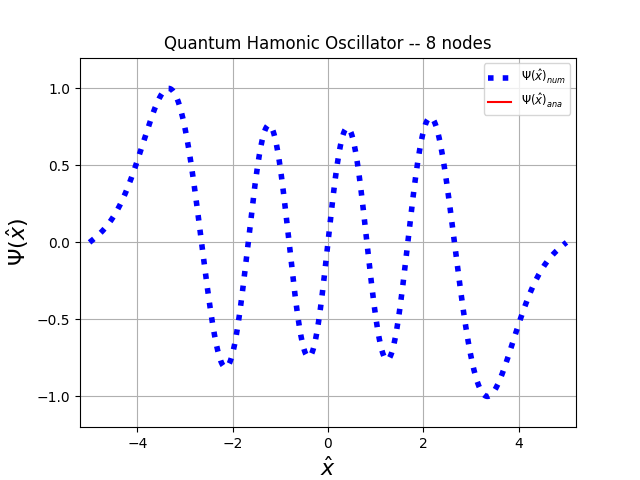 Quantum Hamonic Oscillator -- 8 nodes
Ψ(x̂)
1.0
0.5
0.0
−0.5
−1.0
Ψ(x̂)num
Ψ(x̂)ana
−4 −2 0 2 4
x̂